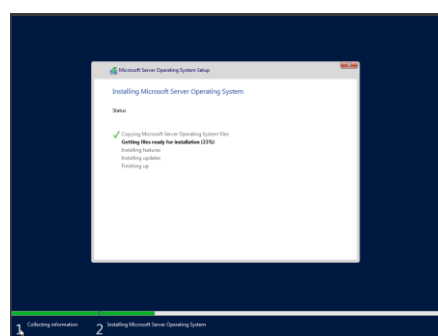 Microsoft Server Operating System Setup
Installing Microsoft Server Operating System
Status
Copying Microsoft Server Operating System files
Getting files ready for installation (33%)
Installing features
Installing updates
Finishing up
1 Collecting information
2 Installing Microsoft Server Operating System